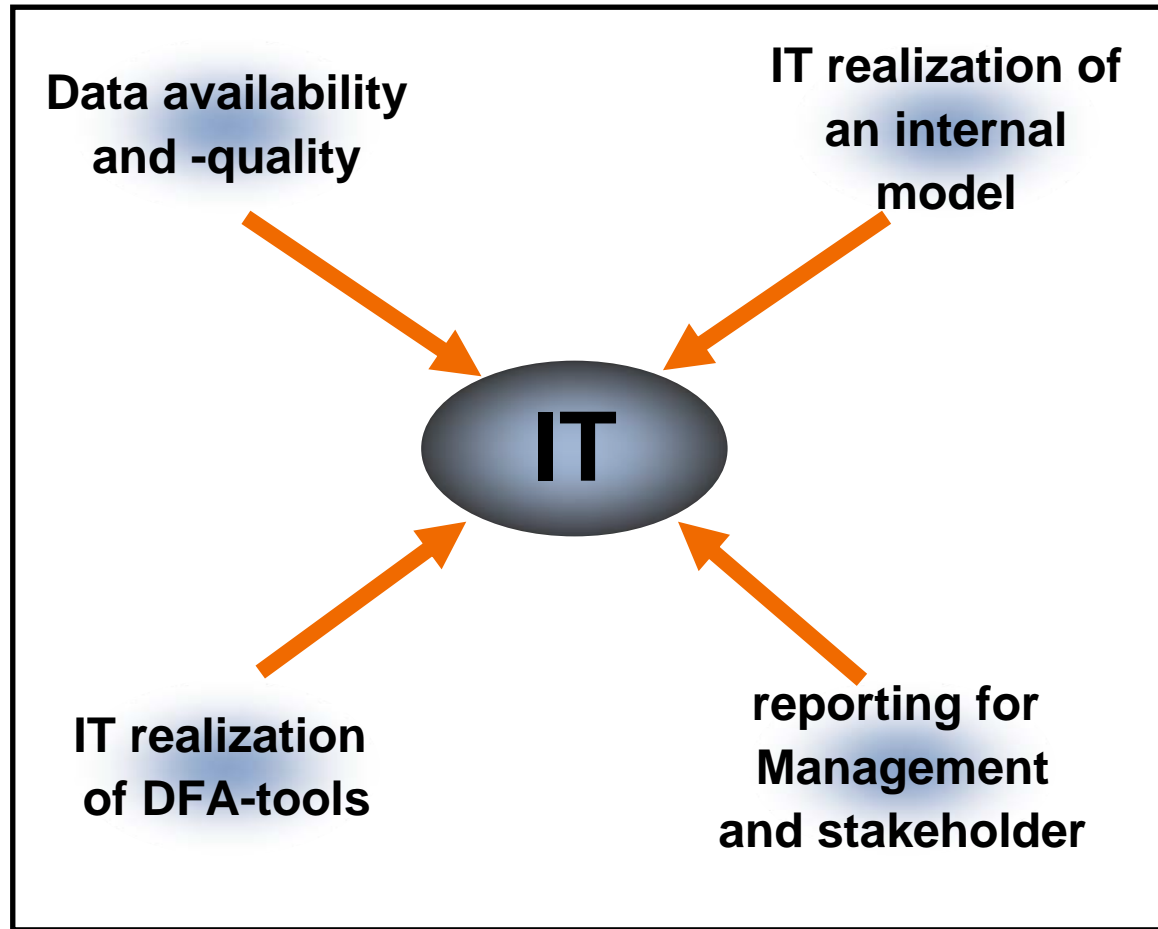 Data availability
and -quality
IT realization of
an internal
model
IT
IT realization
of DFA-tools
reporting for
Management
and stakeholder